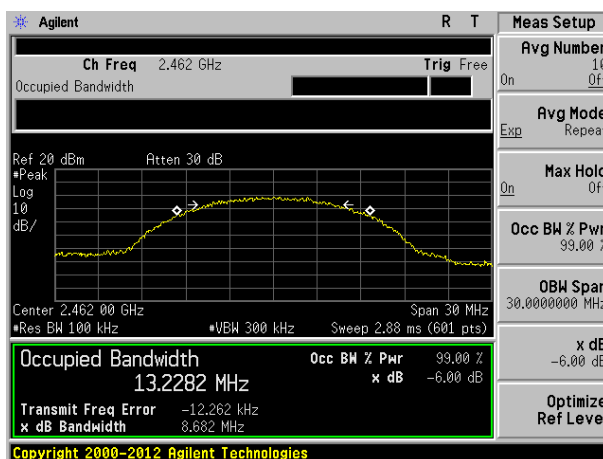 Agilent R T
Ch Freq 2.462 GHz Trig Free
Occupied Bandwidth
Ref 20 dBm Atten 30 dB
#Peak
Log
10
dB/
Center 2.462 00 GHz Span 30 MHz
#Res BW 100 kHz #VBW 300 kHz Sweep 2.88 ms (601 pts)
Occupied Bandwidth Occ BW % Pwr 99.00 %
13.2282 MHz x dB -6.00 dB
Transmit Freq Error -12.262 kHz
x dB Bandwidth 8.682 MHz
Copyright 2000-2012 Agilent Technologies
Meas Setup
Avg Number
10
On Of
Avg Mode
Exp Repeat
Max Hold
On Of
Occ BW % Pwr
99.00 %
OBW Span
30.0000000 MHz
x dB
-6.00 dB
Optimize
Ref Leve